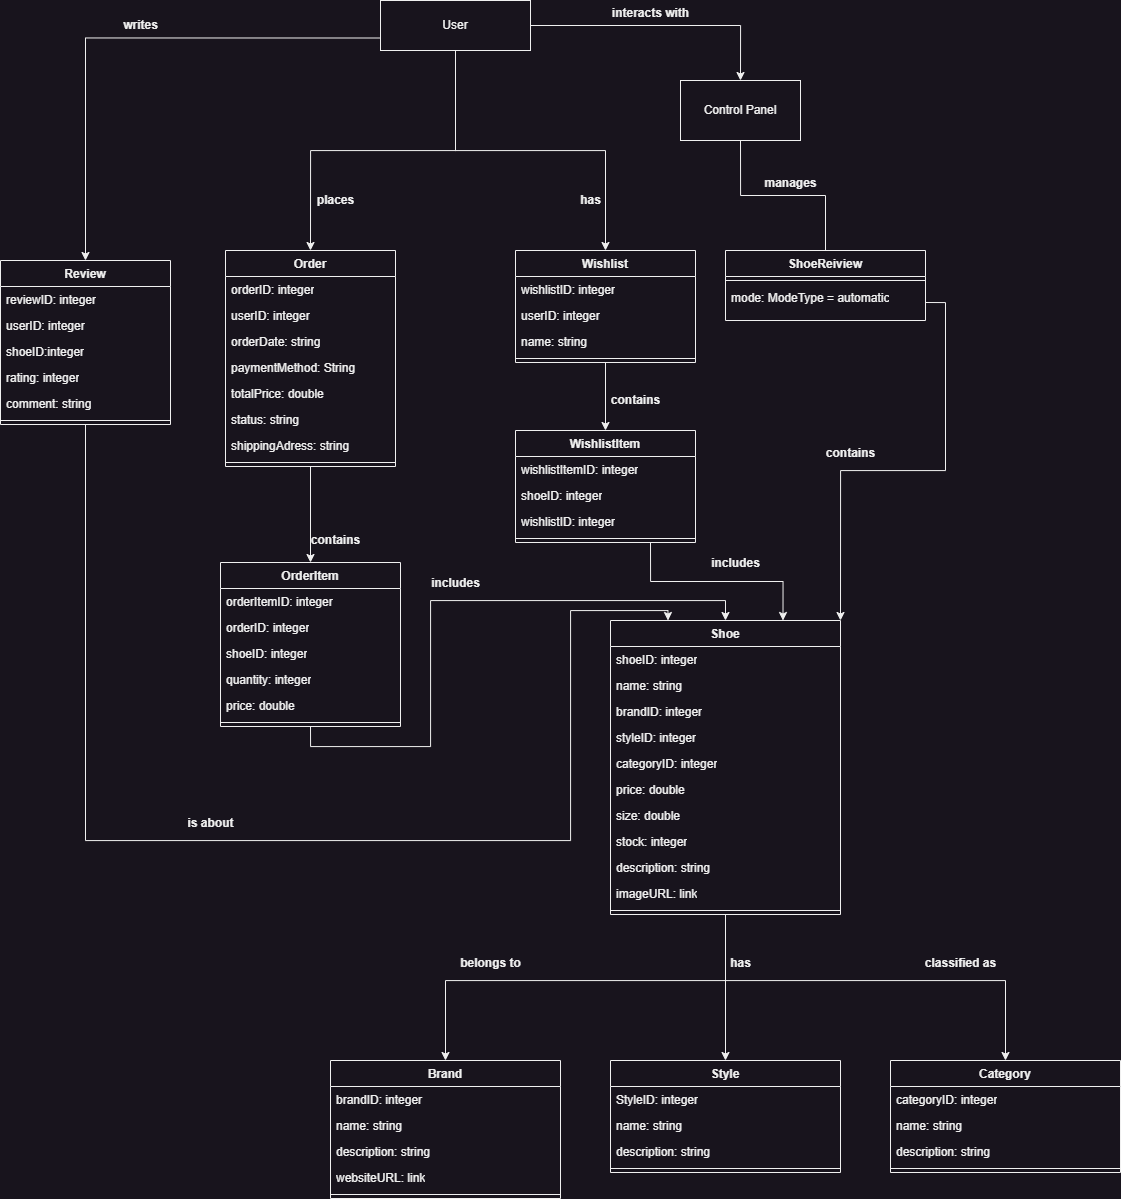 User
writes
interacts with
Control Panel
manages
places
has
Review
reviewID: integer
userID: integer
shoeID:integer
rating: integer
comment: string
Order
orderID: integer
userID: integer
orderDate: string
paymentMethod: String
totalPrice: double
status: string
shippingAdress: string
Wishlist
wishlistID: integer
userID: integer
name: string
ShoeReiview
mode: ModeType = automatic
contains
WishlistItem
wishlistItemID: integer
shoeID: integer
wishlistID: integer
contains
contains
OrderItem
orderItemID: integer
orderID: integer
shoeID: integer
quantity: integer
price: double
includes
includes
is about
Shoe
shoeID: integer
name: string
brandID: integer
styleID: integer
categoryID: integer
price: double
size: double
stock: integer
description: string
imageURL: link
belongs to
has
classified as
Brand
brandID: integer
name: string
description: string
websiteURL: link
Style
StyleID: integer
name: string
description: string
Category
categoryID: integer
name: string
description: string